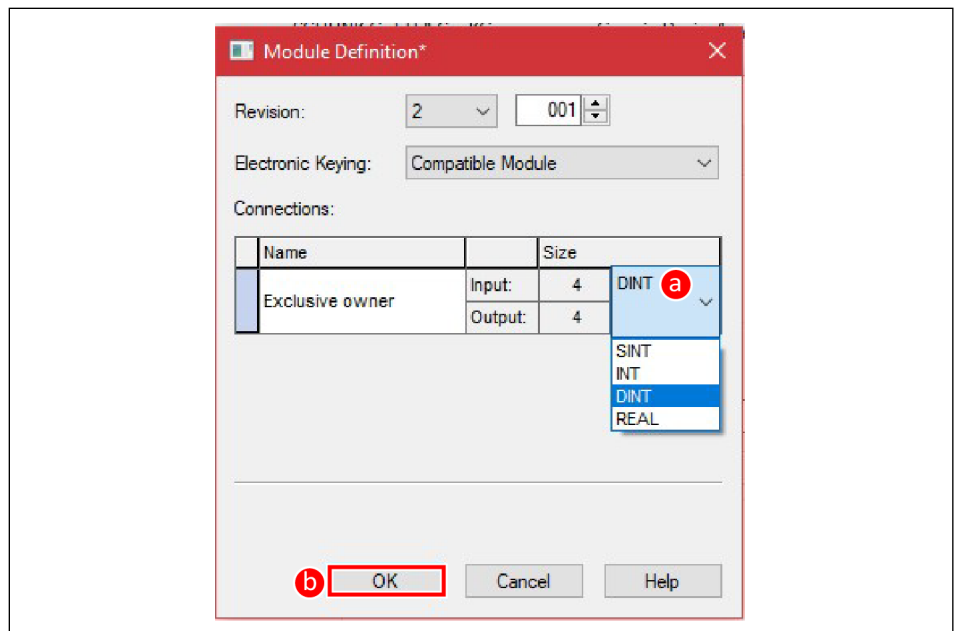 Module Definition*
Revision: 2 001
Electronic Keying: Compatible Module
Connections:
Name Size
Exclusive owner Input: 4 DINT a
Output: 4
SINT
INT
DINT
REAL
b OK Cancel Help